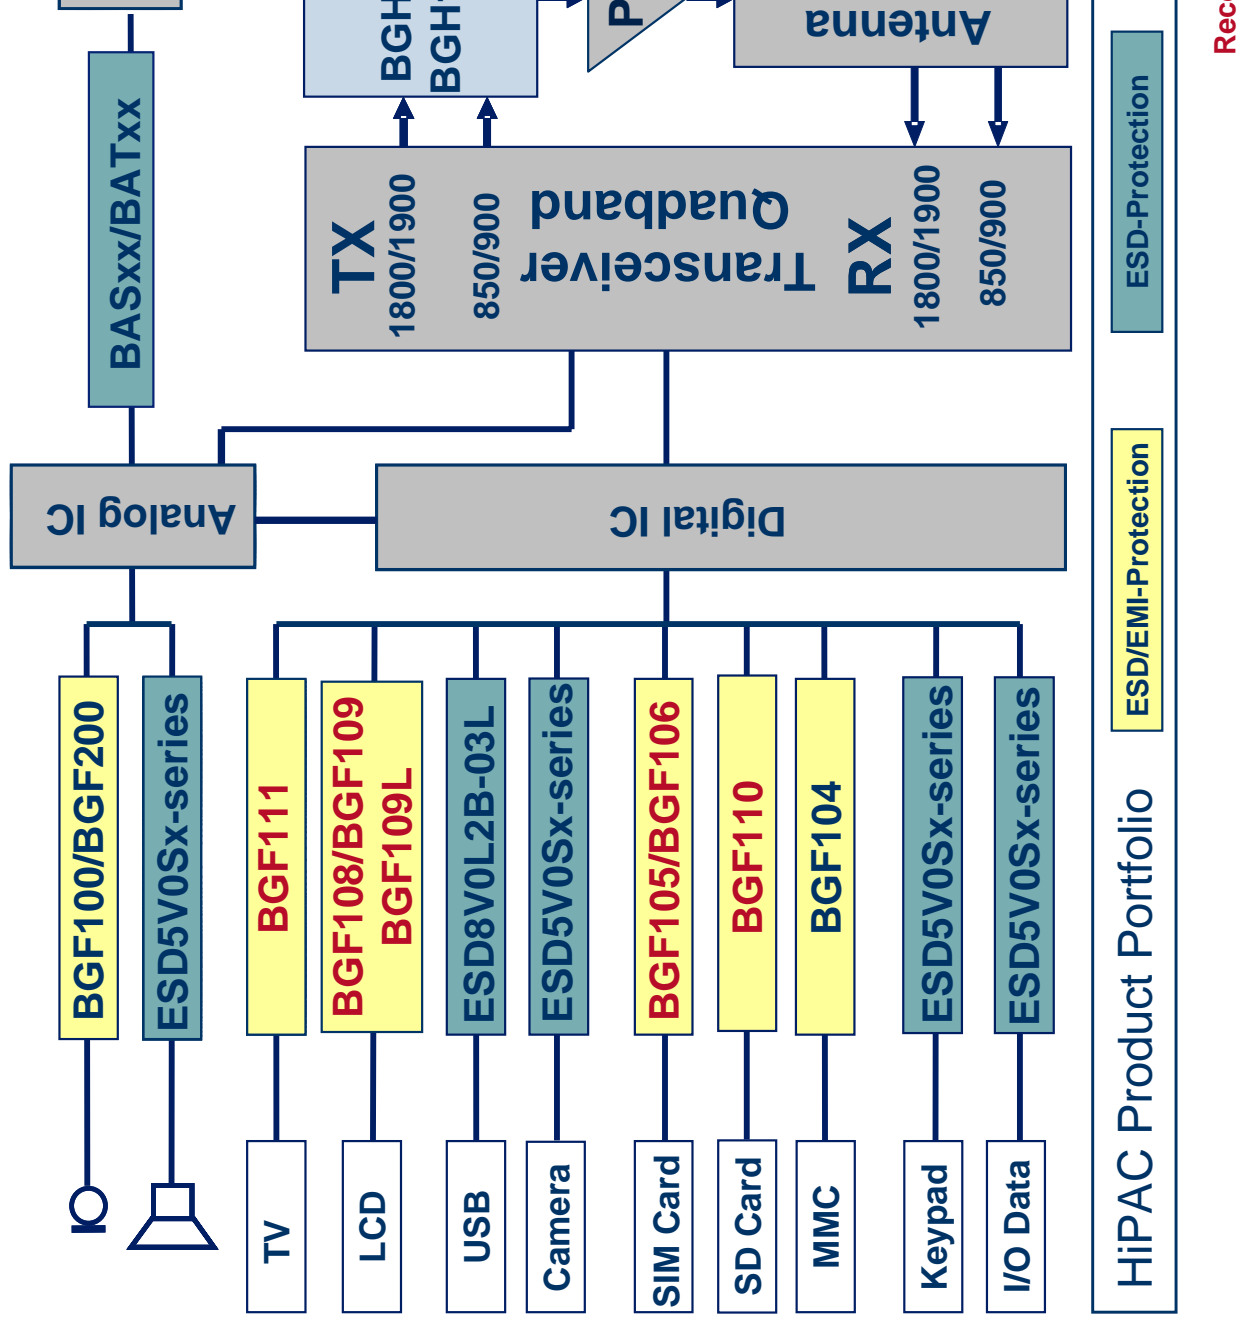 BASxx/BATxx
BGH
BGH
P
Antenna
TX
1800/1900
850/900
Quadband
Transceiver
RX
1800/1900
850/900
Analog IC
Digital IC
BGF100/BGF200
ESD5V0Sx-series
BGF111
BGF108/BGF109
BGF109L
ESD8V0L2B-03L
ESD5V0Sx-series
BGF105/BGF106
BGF110
BGF104
ESD5V0Sx-series
ESD5V0Sx-series
TV
LCD
USB
Camera
SIM Card
SD Card
MMC
Keypad
I/O Data
HiPAC Product Portfolio
ESD/EMI-Protection
ESD-Protection